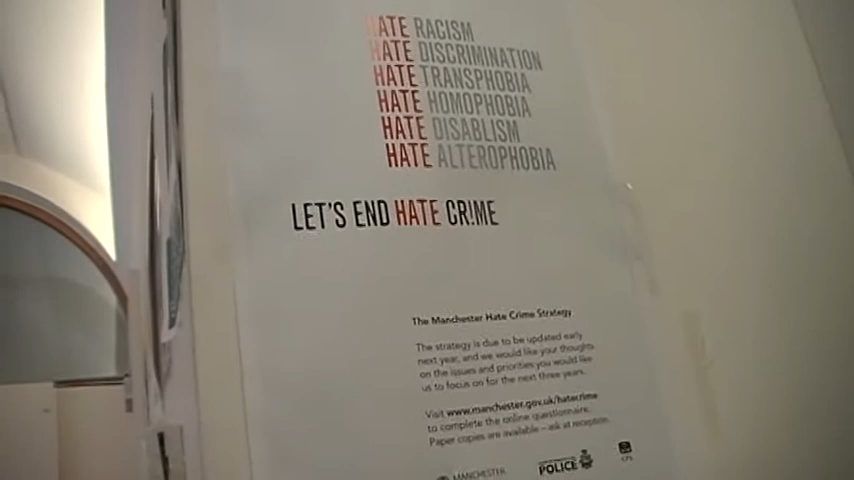 HATE RACISM
HATE DISCRIMINATION
HATE TRANSPHOBIA
HATE HOMOPHOBIA
HATE DISABLISM
HATE ALTEROPHOBIA
LET'S END HATE CR!ME
The Manchester Hate Crime Strategy
The strategy is due to be updated early
next year, and we would like your thoughts
on the issues and priorities you would like
us to focus on for the next three years.
Visit www.manchester.gov.uk/hatecrime
to complete the online questionnaire.
Paper copies are available – ask at reception.
MANCHESTER
POLICE
CPS